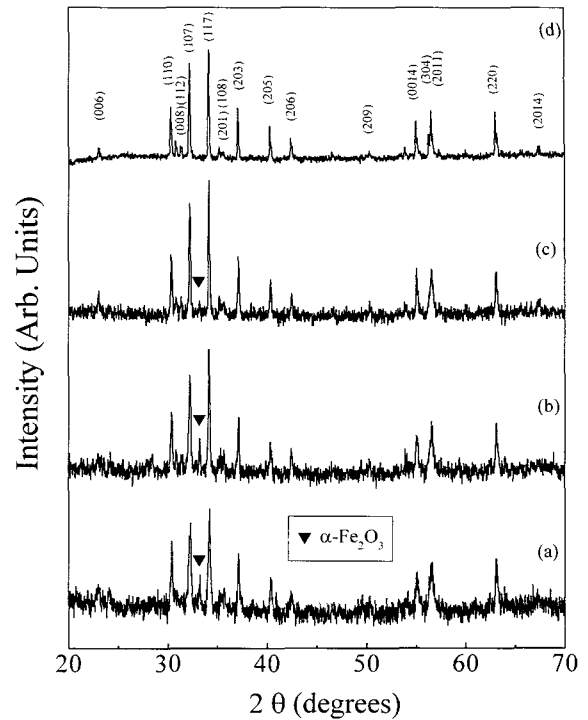 (d)
(006)
(110)
(008)
(112)
(107)
(117)
(201)
(108)
(203)
(205)
(206)
(209)
(0014)
(304)
(2011)
(220)
(2014)
(c)
(b)
▼ α-Fe₂O₃
(a)
Intensity (Arb. Units)
20 30 40 50 60 70
2 θ (degrees)